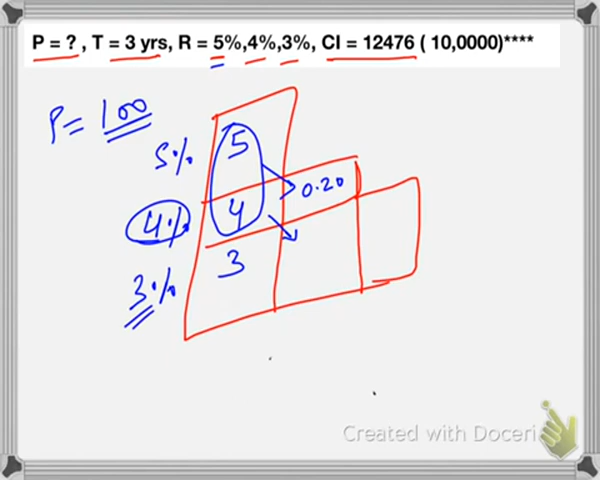 P = ? , T = 3 yrs, R = 5%,4%,3%, CI = 12476 ( 10,0000)****
P= 100
5%
5
4%
4
0.20
3%
3
Created with Doceri